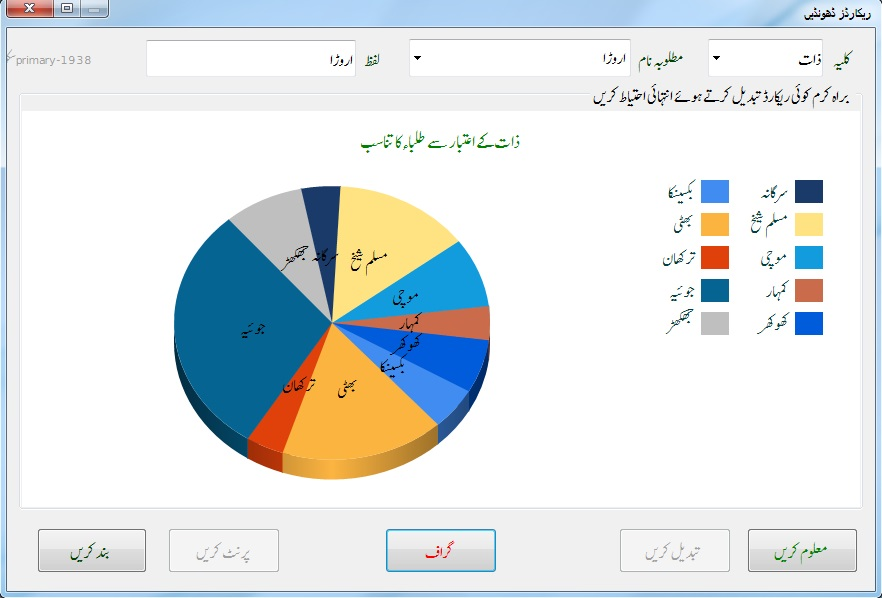 ریکارڈز ڈھونڈیں
کلیہ ذات مطلوبہ نام اروڑا لفظ اروڑا primary-1938
براہ کرم کوئی ریکارڈ تبدیل کرتے ہوئے انتہائی احتیاط کریں
ذات کے اعتبار سے طلباء کا تناسب
سرگانہ بکسینکا
مسلم شیخ بھٹی
موچی ترکھان
کمہار جوئیہ
کھوکھر جھکھڑ
مسلم شیخ سرگانہ جھکھڑ
موچی
کمہار جوئیہ
کھوکھر
بکسینکا
بھٹی ترکھان
معلوم کریں تبدیل کریں گراف پرنٹ کریں بند کریں